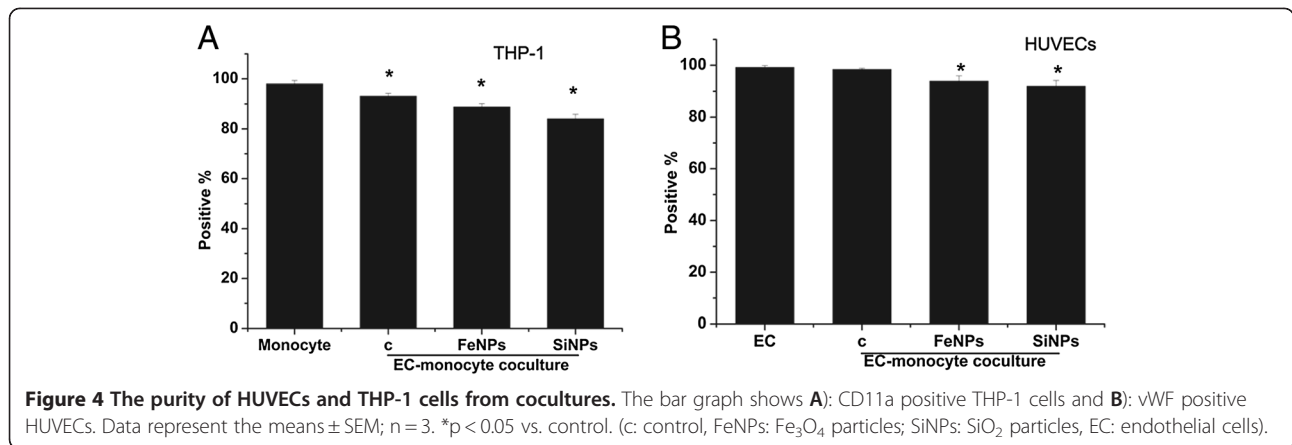 A
THP-1
Positive %
100
80
60
40
20
0
*
*
*
Monocyte
c
FeNPs
SiNPs
EC-monocyte coculture
B
HUVECs
Positive %
100
80
60
40
20
0
*
*
EC
c
FeNPs
SiNPs
EC-monocyte coculture
Figure 4 The purity of HUVECs and THP-1 cells from cocultures. The bar graph shows A): CD11a positive THP-1 cells and B): vWF positive
HUVECs. Data represent the means ± SEM; n = 3. *p < 0.05 vs. control. (c: control, FeNPs: Fe₃O₄ particles; SiNPs: SiO₂ particles, EC: endothelial cells).